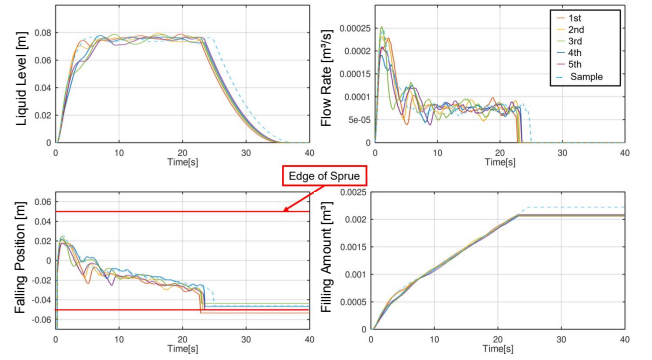 Liquid Level [m]
0.08
0.06
0.04
0.02
0
0 10 20 30 40
Time[s]
Flow Rate [m³/s]
0.00025
0.0002
0.00015
0.0001
5e-05
0
0 10 20 30 40
Time[s]
1st
2nd
3rd
4th
5th
Sample
Edge of Sprue
Falling Position [m]
0.06
0.04
0.02
0
-0.02
-0.04
-0.06
0 10 20 30 40
Time[s]
Filling Amount [m³]
0.0025
0.002
0.0015
0.001
0.0005
0
0 10 20 30 40
Time[s]